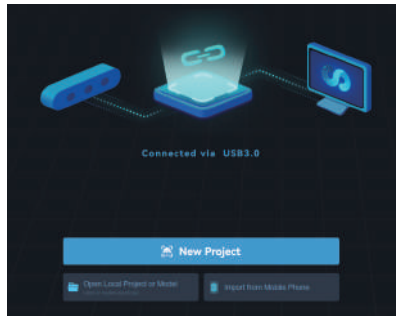 Connected via USB3.0
New Project
Open Local Project or Model
Import from Mobile Phone